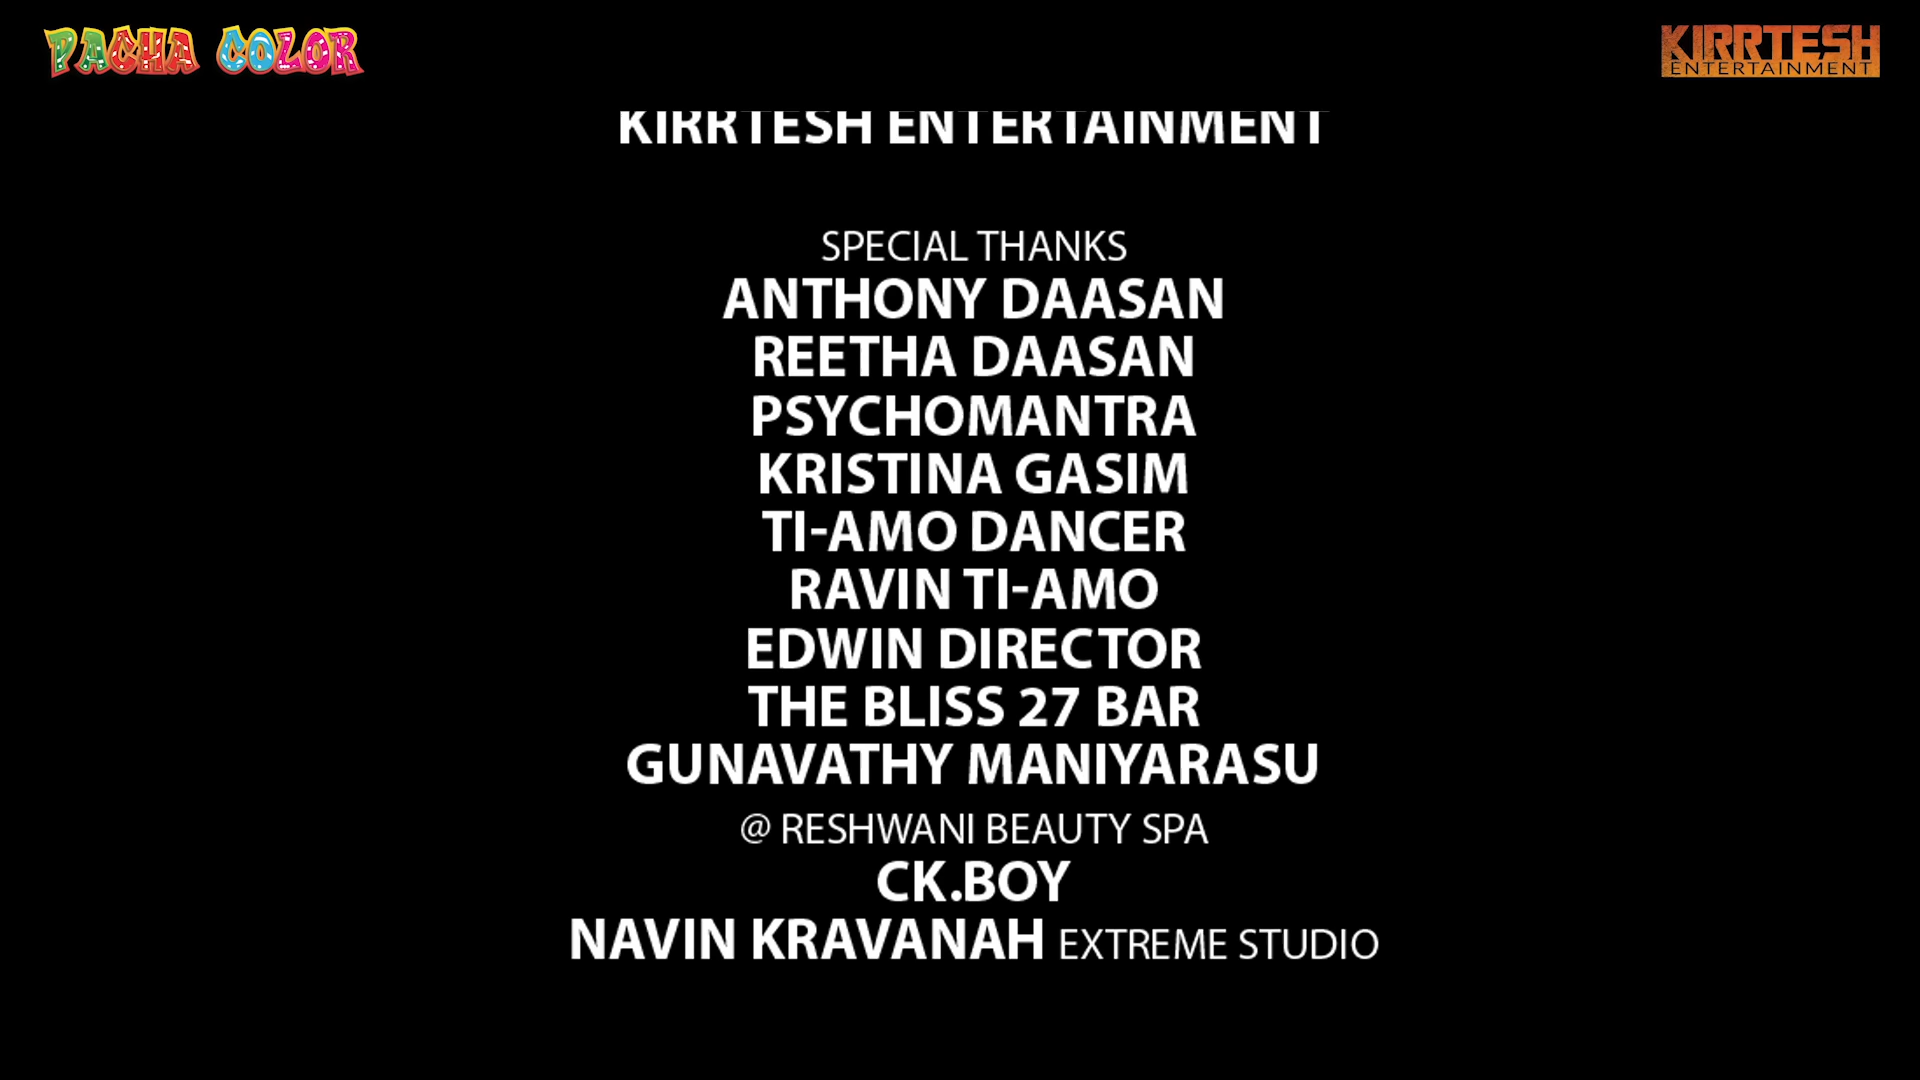 PACHA COLOR
KIRRTESH
ENTERTAINMENT
KIRRTESH ENTERTAINMENT
SPECIAL THANKS
ANTHONY DAASAN
REETHA DAASAN
PSYCHOMANTRA
KRISTINA GASIM
TI-AMO DANCER
RAVIN TI-AMO
EDWIN DIRECTOR
THE BLISS 27 BAR
GUNAVATHY MANIYARASU
@ RESHWANI BEAUTY SPA
CK.BOY
NAVIN KRAVANAH EXTREME STUDIO